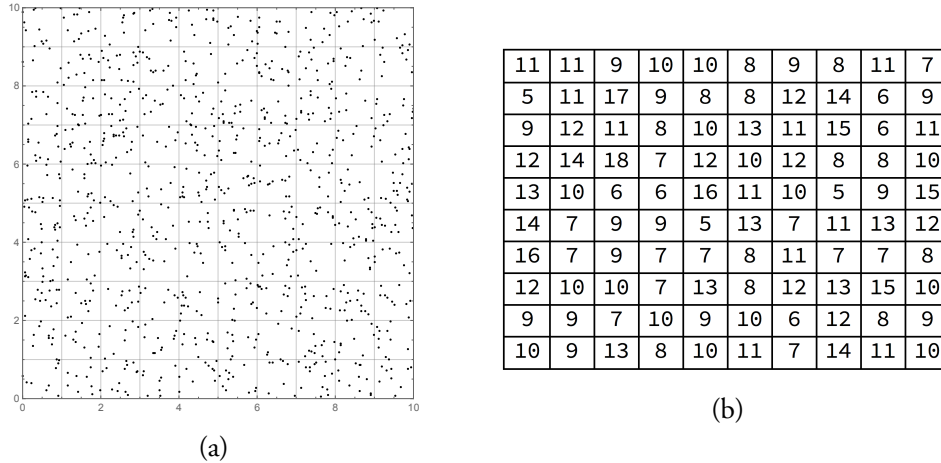 10
8
6
4
2
0
0 2 4 6 8 10
(a)
11 11 9 10 10 8 9 8 11 7
5 11 17 9 8 8 12 14 6 9
9 12 11 8 10 13 11 15 6 11
12 14 18 7 12 10 12 8 8 10
13 10 6 6 16 11 10 5 9 15
14 7 9 9 5 13 7 11 13 12
16 7 9 7 7 8 11 7 7 8
12 10 10 7 13 8 12 13 15 10
9 9 7 10 9 10 6 12 8 9
10 9 13 8 10 11 7 14 11 10
(b)